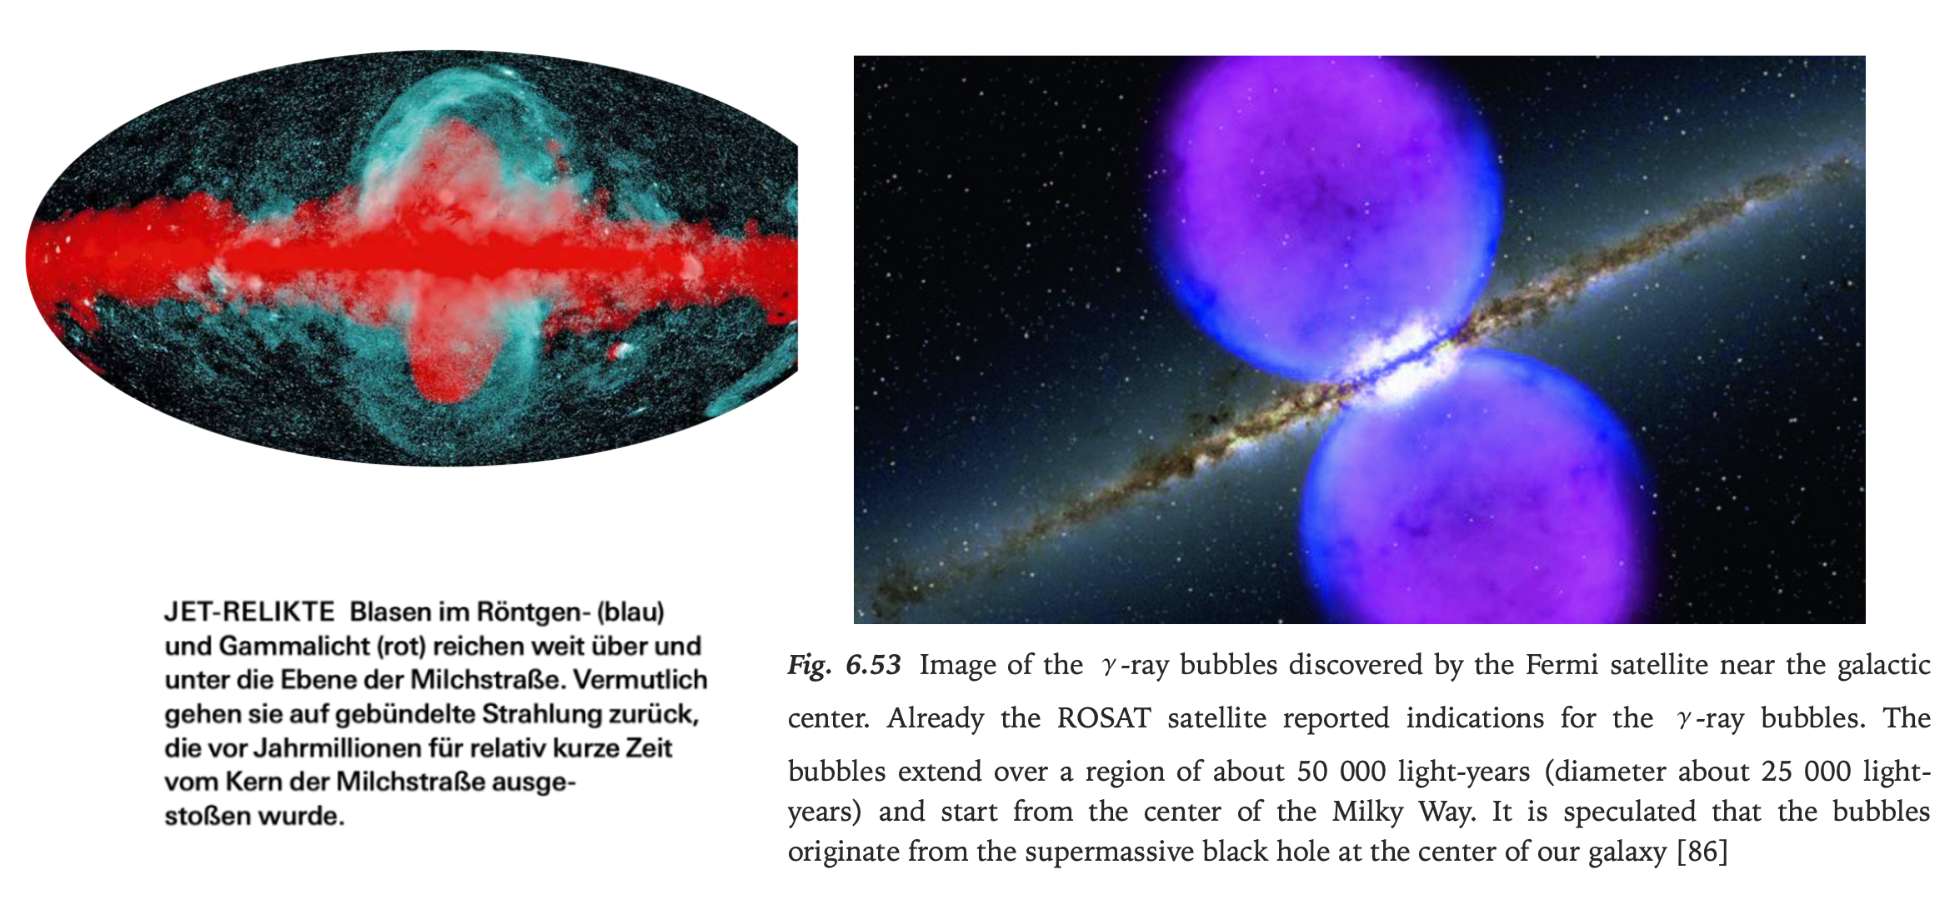 JET-RELIKTE Blasen im Röntgen- (blau)
und Gammalicht (rot) reichen weit über und
unter die Ebene der Milchstraße. Vermutlich
gehen sie auf gebündelte Strahlung zurück,
die vor Jahrmillionen für relativ kurze Zeit
vom Kern der Milchstraße ausge-
stoßen wurde.
Fig. 6.53 Image of the γ-ray bubbles discovered by the Fermi satellite near the galactic
center. Already the ROSAT satellite reported indications for the γ-ray bubbles. The
bubbles extend over a region of about 50 000 light-years (diameter about 25 000 light-
years) and start from the center of the Milky Way. It is speculated that the bubbles
originate from the supermassive black hole at the center of our galaxy [86]